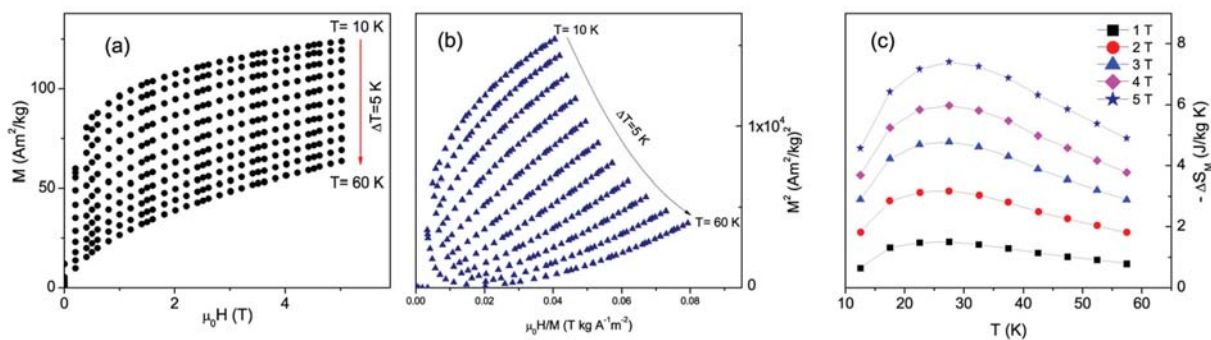 (a)
T= 10 K
ΔT=5 K
T= 60 K
M (Am²/kg)
100
50
0
0
2
4
μ₀H (T)
(b)
T= 10 K
ΔT=5 K
T= 60 K
1x10⁴
0
M² (Am²/kg)²
0.00
0.02
0.04
0.06
0.08
μ₀H/M (T kg A⁻¹m⁻²)
(c)
1 T
2 T
3 T
4 T
5 T
8
6
4
2
0
- ΔS_M (J/kg K)
10
20
30
40
50
60
T (K)